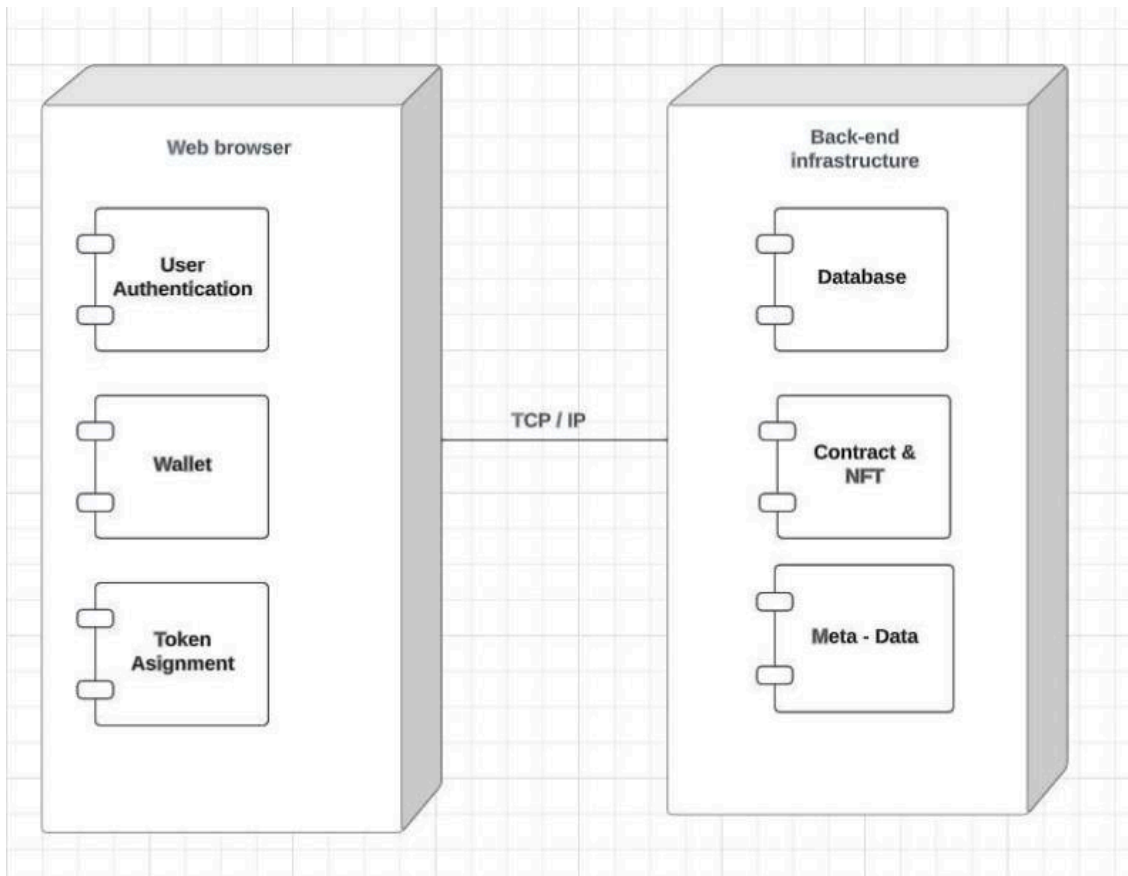 Web browser
User
Authentication
Wallet
Token
Asignment
TCP / IP
Back-end
infrastructure
Database
Contract &
NFT
Meta - Data